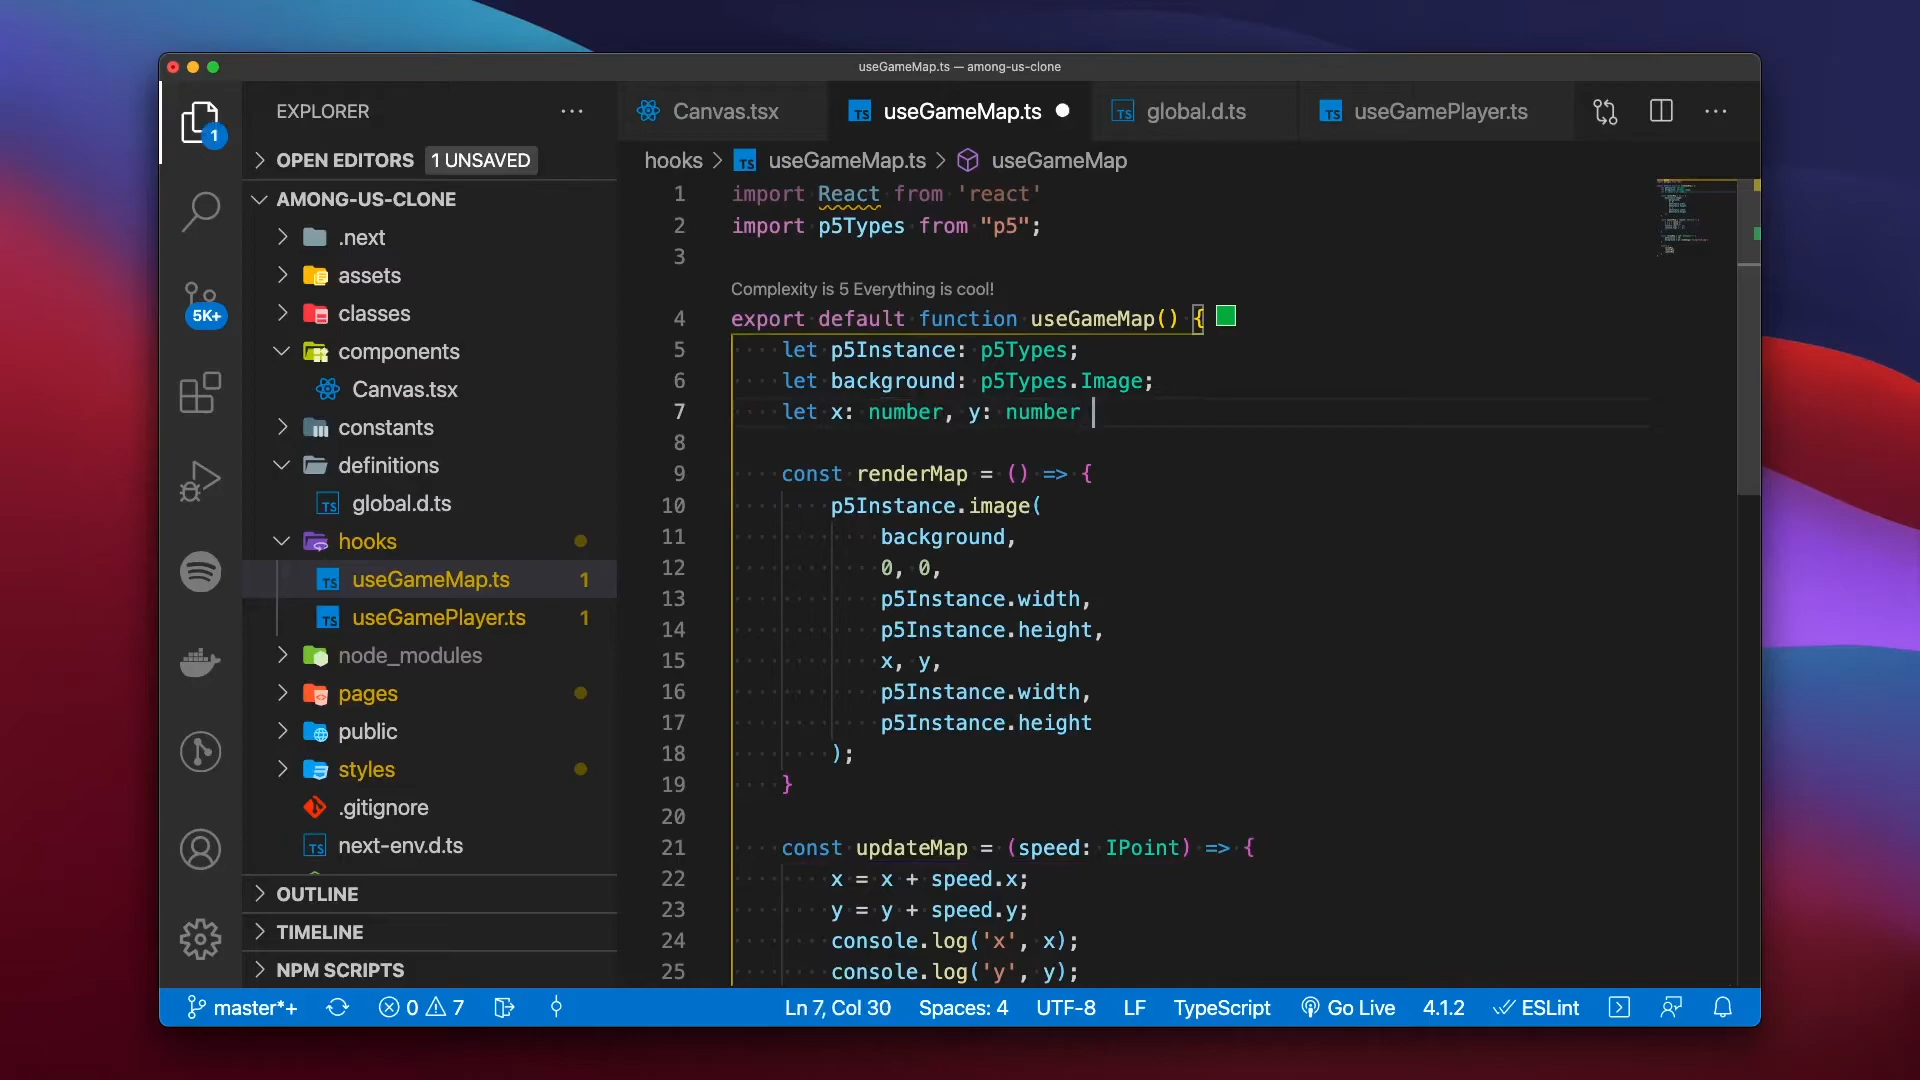 useGameMap.ts — among-us-clone
EXPLORER
Canvas.tsx
useGameMap.ts
global.d.ts
useGamePlayer.ts
1
OPEN EDITORS 1 UNSAVED
hooks > useGameMap.ts > useGameMap
AMONG-US-CLONE
.next
assets
classes
components
Canvas.tsx
constants
definitions
global.d.ts
hooks
useGameMap.ts 1
useGamePlayer.ts 1
node_modules
pages
public
styles
.gitignore
next-env.d.ts
OUTLINE
TIMELINE
NPM SCRIPTS
5K+
1 import React from 'react'
2 import p5Types from "p5";
3
Complexity is 5 Everything is cool!
4 export default function useGameMap() {
5 let p5Instance: p5Types;
6 let background: p5Types.Image;
7 let x: number, y: number
8
9 const renderMap = () => {
10 p5Instance.image(
11 background,
12 0, 0,
13 p5Instance.width,
14 p5Instance.height,
15 x, y,
16 p5Instance.width,
17 p5Instance.height
18 );
19 }
20
21 const updateMap = (speed: IPoint) => {
22 x = x + speed.x;
23 y = y + speed.y;
24 console.log('x', x);
25 console.log('y', y);
master*+ 0 7 Ln 7, Col 30 Spaces: 4 UTF-8 LF TypeScript Go Live 4.1.2 ESLint